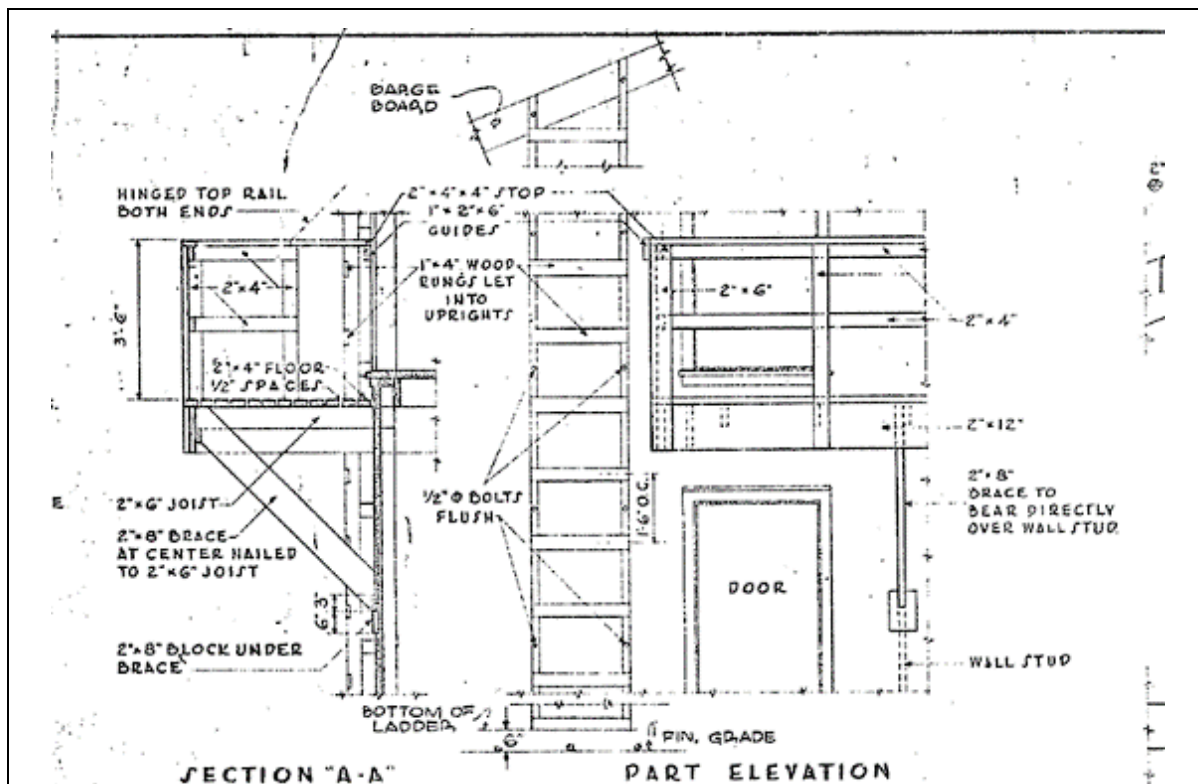 BARGE
BOARD
HINGED TOP RAIL
BOTH ENDS
2" × 4" × 4" STOP
1" × 2" × 6"
GUIDES
1" × 4" WOOD
RUNGS LET
INTO
UPRIGHTS
2" × 4"
3'-6"
2" × 4" FLOOR
1/2" SPACES
2" × 6"
2" × 4"
2" × 12"
2" × 6" JOIST
2" × 8" BRACE
AT CENTER NAILED
TO 2" × 6" JOIST
1/2" Φ BOLTS
FLUSH
1'-6" O.C.
2" × 8"
BRACE TO
BEAR DIRECTLY
OVER WALL STUD
DOOR
2" × 8" BLOCK UNDER
BRACE
WALL STUD
BOTTOM OF
LADDER
6"
FIN. GRADE
SECTION "A-A"
PART ELEVATION